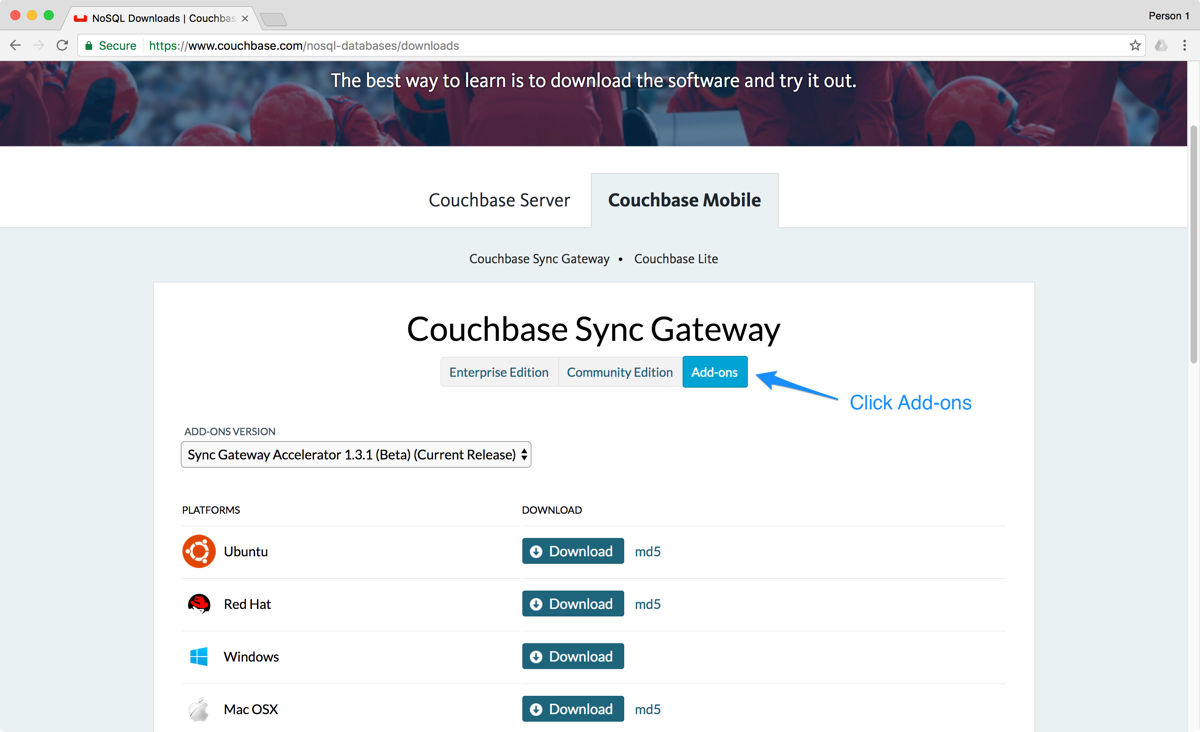 NoSQL Downloads | Couchbas
Person 1
Secure https://www.couchbase.com/nosql-databases/downloads
The best way to learn is to download the software and try it out.
Couchbase Server Couchbase Mobile
Couchbase Sync Gateway • Couchbase Lite
Couchbase Sync Gateway
Enterprise Edition Community Edition Add-ons
Click Add-ons
ADD-ONS VERSION
Sync Gateway Accelerator 1.3.1 (Beta) (Current Release)
PLATFORMS DOWNLOAD
Ubuntu Download md5
Red Hat Download md5
Windows Download
Mac OSX Download md5